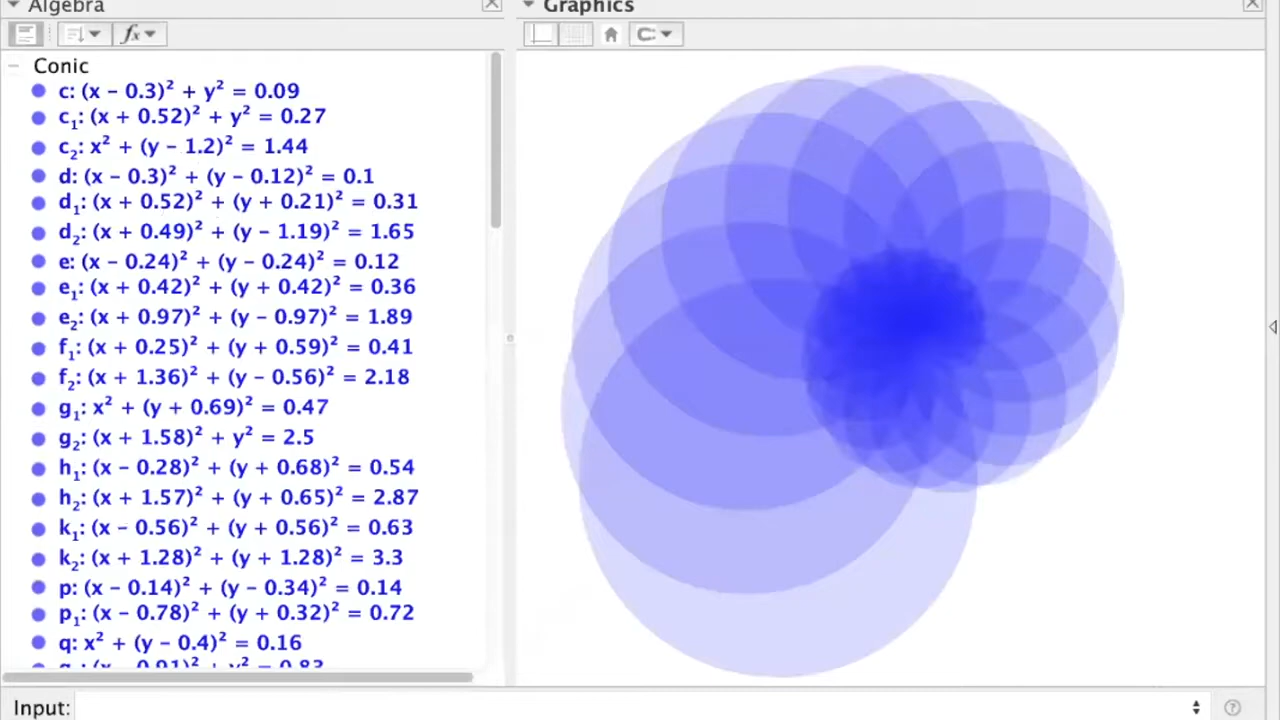 Algebra
Graphics
fx
Conic
c: (x – 0.3)² + y² = 0.09
c₁: (x + 0.52)² + y² = 0.27
c₂: x² + (y – 1.2)² = 1.44
d: (x – 0.3)² + (y – 0.12)² = 0.1
d₁: (x + 0.52)² + (y + 0.21)² = 0.31
d₂: (x + 0.49)² + (y – 1.19)² = 1.65
e: (x – 0.24)² + (y – 0.24)² = 0.12
e₁: (x + 0.42)² + (y + 0.42)² = 0.36
e₂: (x + 0.97)² + (y – 0.97)² = 1.89
f₁: (x + 0.25)² + (y + 0.59)² = 0.41
f₂: (x + 1.36)² + (y – 0.56)² = 2.18
g₁: x² + (y + 0.69)² = 0.47
g₂: (x + 1.58)² + y² = 2.5
h₁: (x – 0.28)² + (y + 0.68)² = 0.54
h₂: (x + 1.57)² + (y + 0.65)² = 2.87
k₁: (x – 0.56)² + (y + 0.56)² = 0.63
k₂: (x + 1.28)² + (y + 1.28)² = 3.3
p: (x – 0.14)² + (y – 0.34)² = 0.14
p₁: (x – 0.78)² + (y + 0.32)² = 0.72
q: x² + (y – 0.4)² = 0.16
Input: